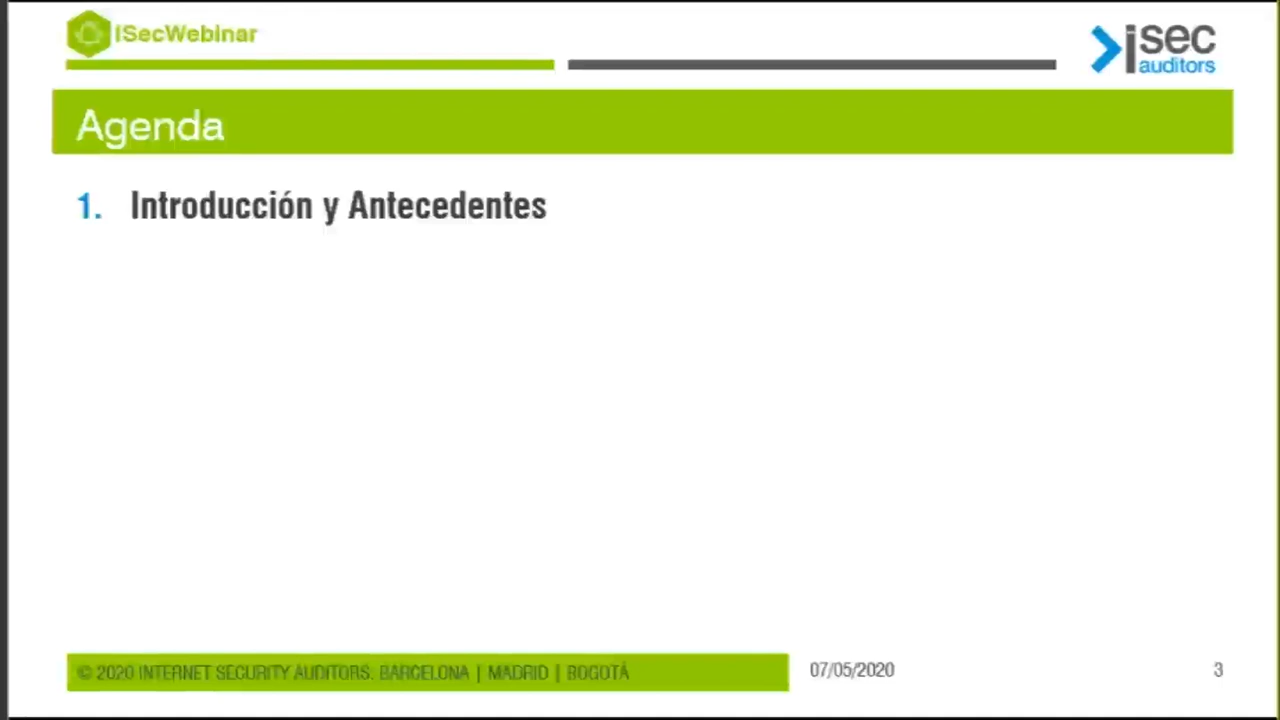 ISecWebinar
isec
auditors
Agenda
1. Introducción y Antecedentes
© 2020 INTERNET SECURITY AUDITORS. BARCELONA | MADRID | BOGOTÁ
07/05/2020
3